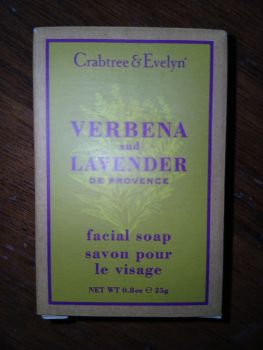 Crabtree & Evelyn®
VERBENA
and
LAVENDER
DE PROVENCE
facial soap
savon pour
le visage
NET WT 0.8oz ℮ 25g